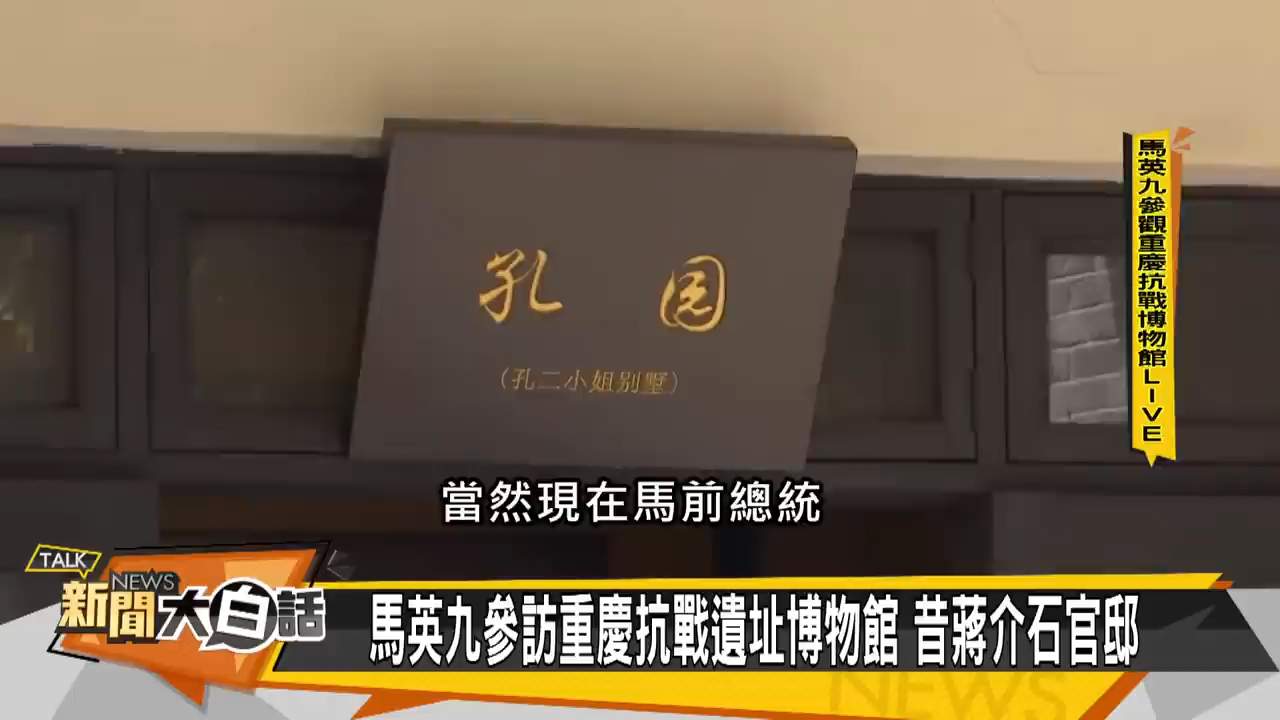 孔园
(孔二小姐别墅)
馬英九參觀重慶抗戰博物館LIVE
當然現在馬前總統
TALK
NEWS
新聞大白話
馬英九參訪重慶抗戰遺址博物館 昔蔣介石官邸
NEWS